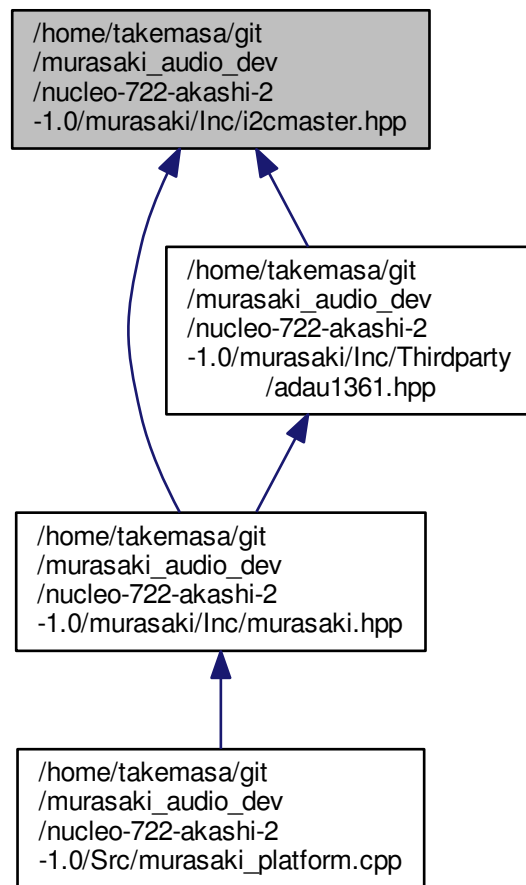 /home/takemasa/git
/murasaki_audio_dev
/nucleo-722-akashi-2
-1.0/murasaki/Inc/i2cmaster.hpp
/home/takemasa/git
/murasaki_audio_dev
/nucleo-722-akashi-2
-1.0/murasaki/Inc/Thirdparty
/adau1361.hpp
/home/takemasa/git
/murasaki_audio_dev
/nucleo-722-akashi-2
-1.0/murasaki/Inc/murasaki.hpp
/home/takemasa/git
/murasaki_audio_dev
/nucleo-722-akashi-2
-1.0/Src/murasaki_platform.cpp